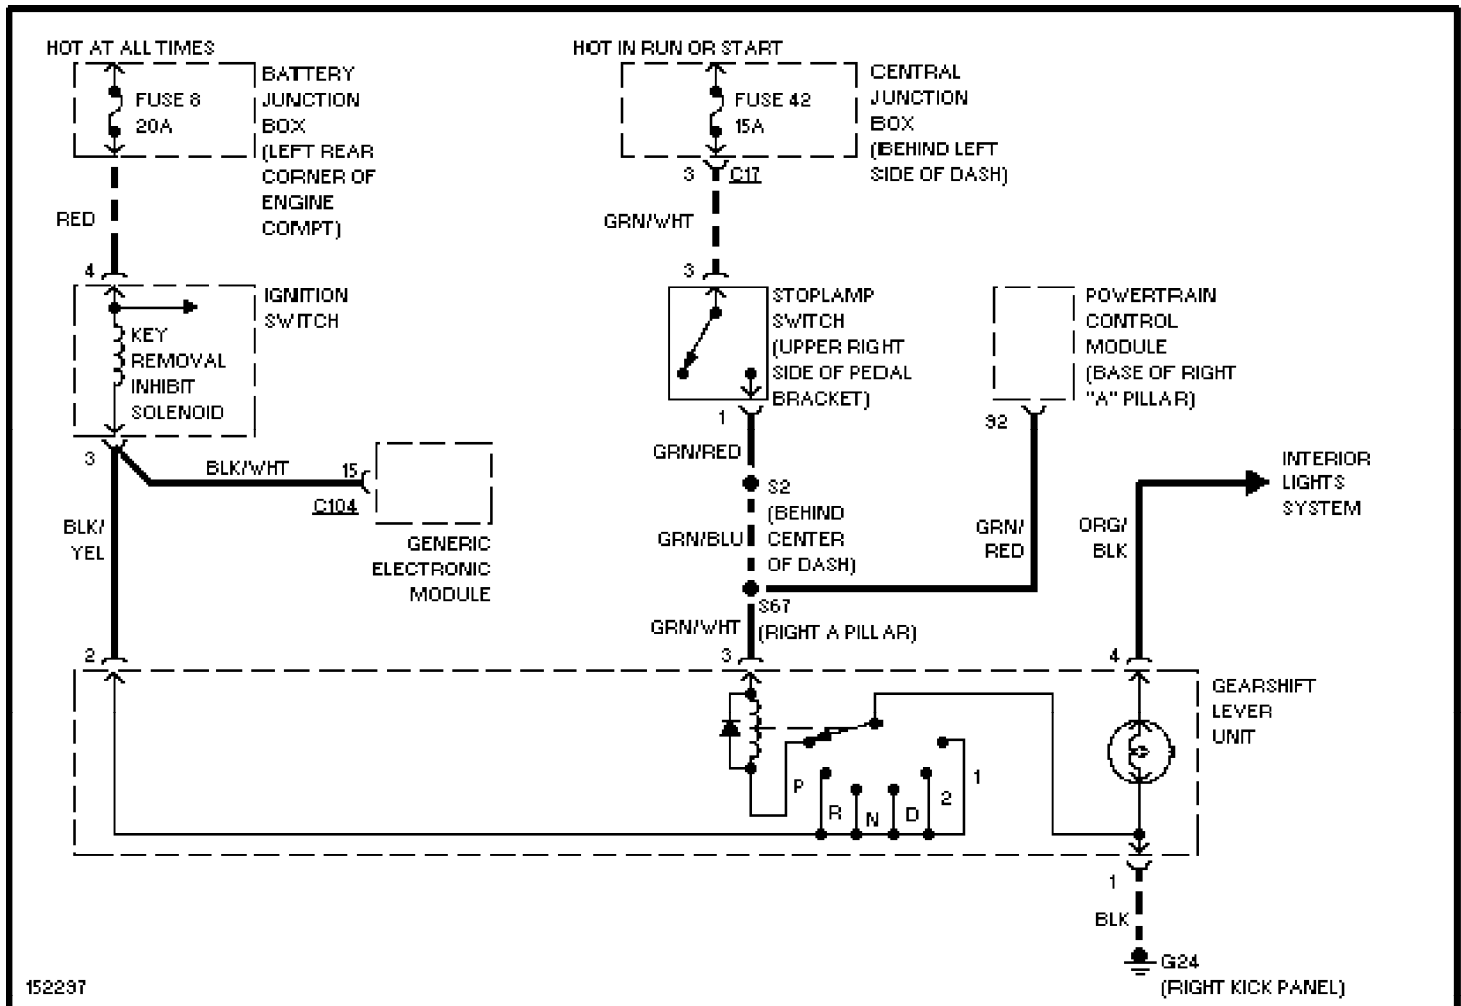 HOT AT ALL TIMES
FUSE 8
20A
BATTERY
JUNCTION
BOX
(LEFT REAR
CORNER OF
ENGINE
COMPT)
RED
4
IGNITION
SWITCH
KEY
REMOVAL
INHIBIT
SOLENOID
3
BLK/WHT
15
C104
BLK/
YEL
GENERIC
ELECTRONIC
MODULE
2
HOT IN RUN OR START
FUSE 42
15A
CENTRAL
JUNCTION
BOX
(BEHIND LEFT
SIDE OF DASH)
3
C17
GRN/WHT
3
STOPLAMP
SWITCH
(UPPER RIGHT
SIDE OF PEDAL
BRACKET)
1
GRN/RED
S2
(BEHIND
CENTER
OF DASH)
GRN/BLU
S67
(RIGHT A PILLAR)
GRN/WHT
3
POWERTRAIN
CONTROL
MODULE
(BASE OF RIGHT
"A" PILLAR)
92
GRN/
RED
ORG/
BLK
INTERIOR
LIGHTS
SYSTEM
4
GEARSHIFT
LEVER
UNIT
P
R
N
D
2
1
1
BLK
G24
(RIGHT KICK PANEL)
152297